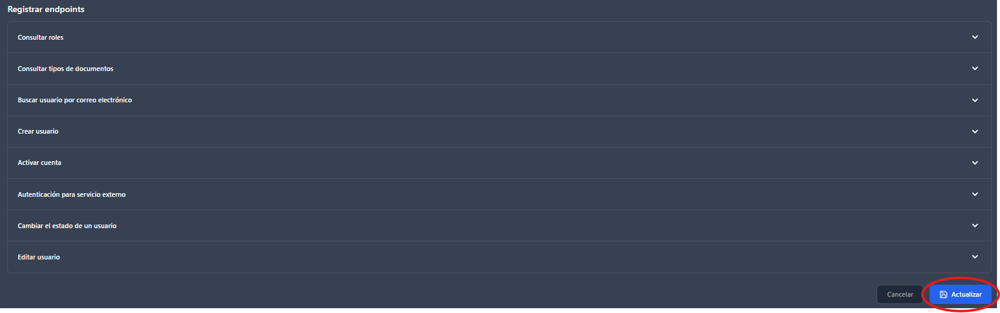 Registrar endpoints
Consultar roles
Consultar tipos de documentos
Buscar usuario por correo electrónico
Crear usuario
Activar cuenta
Autenticación para servicio externo
Cambiar el estado de un usuario
Editar usuario
Cancelar
Actualizar